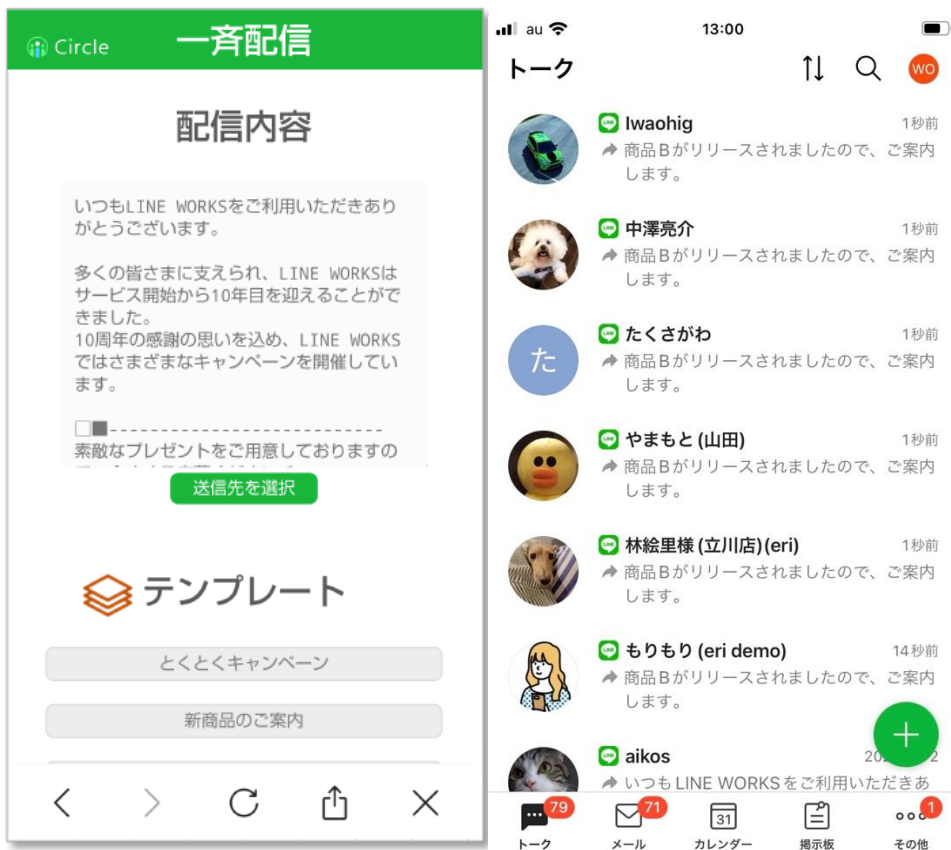 Circle
一斉配信
配信内容
いつもLINE WORKSをご利用いただきあり
がとうございます。
多くの皆さまに支えられ、LINE WORKSは
サービス開始から10年目を迎えることがで
きました。
10周年の感謝の思いを込め、LINE WORKS
ではさまざまなキャンペーンを開催してい
ます。
□■----------------------------
素敵なプレゼントをご用意しておりますの
送信先を選択
テンプレート
とくとくキャンペーン
新商品のご案内
au
13:00
トーク
WO
Iwaohig
1秒前
商品Bがリリースされましたので、ご案内
します。
中澤亮介
1秒前
商品Bがリリースされましたので、ご案内
します。
た
たくさがわ
1秒前
商品Bがリリースされましたので、ご案内
します。
やまもと(山田)
1秒前
商品Bがリリースされましたので、ご案内
します。
林絵里様(立川店)(eri)
1秒前
商品Bがリリースされましたので、ご案内
します。
もりもり(eri demo)
14秒前
商品Bがリリースされましたので、ご案内
します。
aikos
いつもLINE WORKSをご利用いただきあ
79
71
31
1
トーク
メール
カレンダー
掲示板
その他